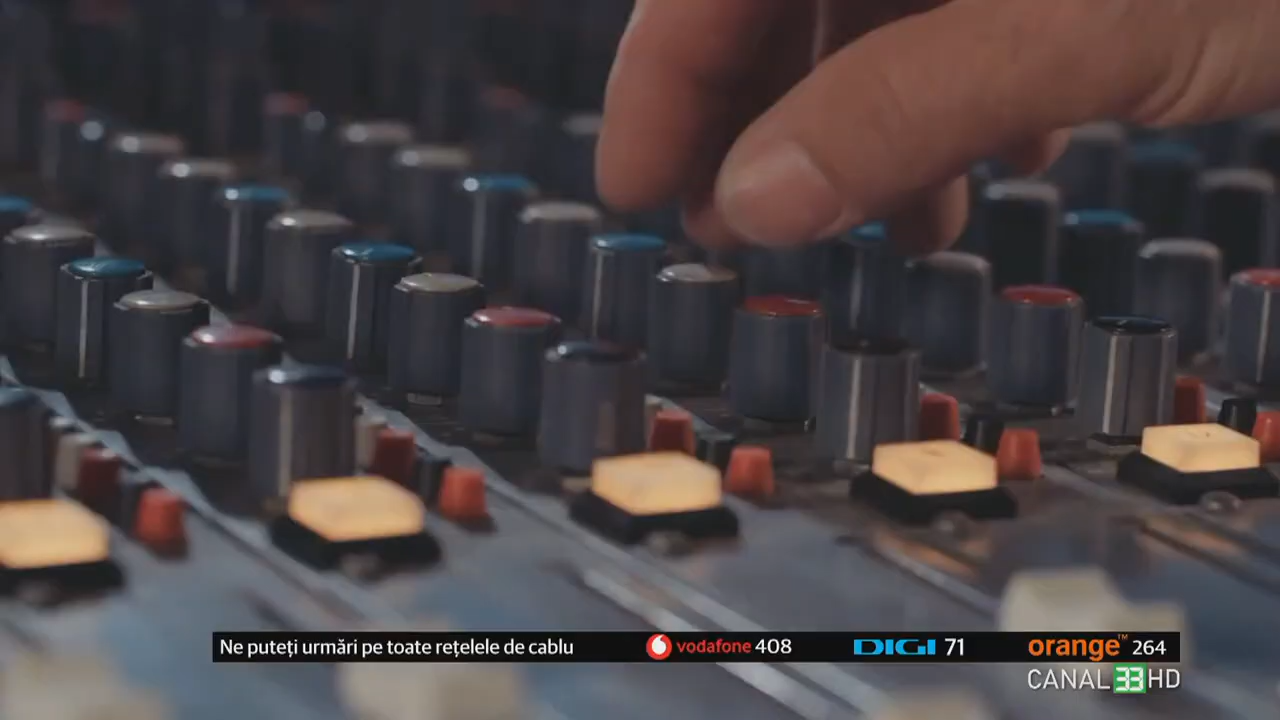 Ne puteți urmări pe toate rețelele de cablu vodafone 408 DIGI 71 orange™ 264
CANAL 33 HD